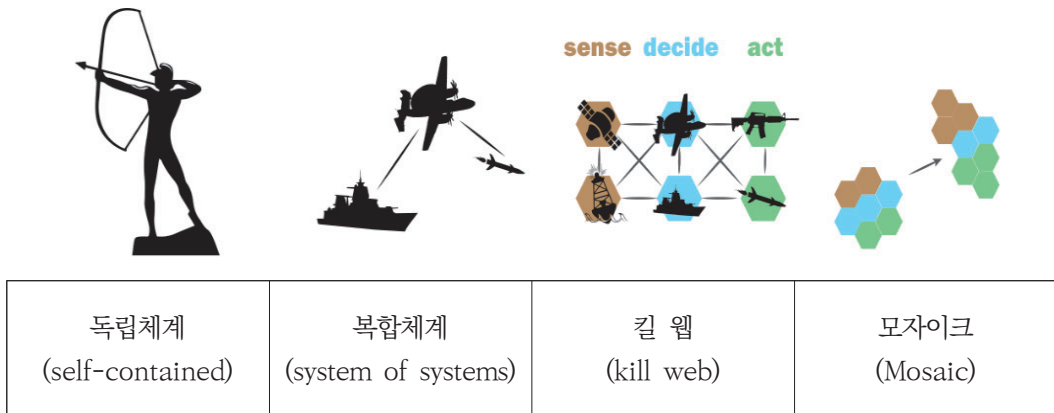 sense decide act
독립체계
(self-contained)
복합체계
(system of systems)
킬 웹
(kill web)
모자이크
(Mosaic)